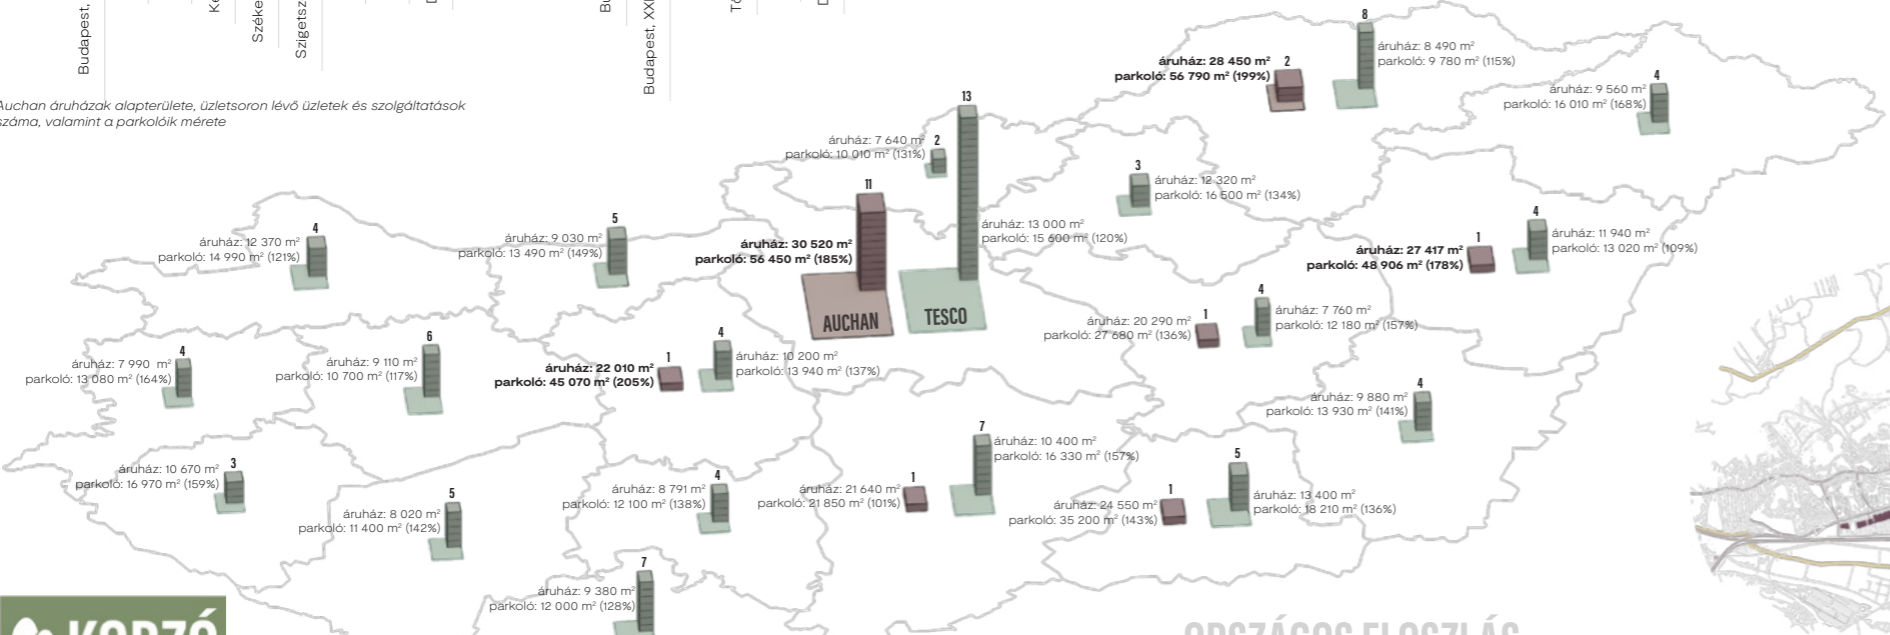 Budapest,
Széke
Szigetsz
Budapest, XXI
Auchan áruházak alapterülete, üzletsoron lévő üzletek és szolgáltatások
száma, valamint a parkolóik mérete
8
áruház: 8 490 m²
parkoló: 9 780 m² (115%)
áruház: 28 450 m²
parkoló: 56 790 m² (199%)
2
4
áruház: 9 560 m²
parkoló: 16 010 m² (168%)
13
áruház: 7 640 m²
parkoló: 10 010 m² (131%)
2
3
áruház: 12 320 m²
parkoló: 16 500 m² (134%)
11
áruház: 13 000 m²
parkoló: 15 600 m² (120%)
4
áruház: 12 370 m²
parkoló: 14 990 m² (121%)
5
áruház: 9 030 m²
parkoló: 13 490 m² (149%)
áruház: 30 520 m²
parkoló: 56 450 m² (185%)
AUCHAN
TESCO
áruház: 27 417 m²
parkoló: 48 906 m² (178%)
1
4
áruház: 11 940 m²
parkoló: 13 020 m² (109%)
áruház: 20 290 m²
parkoló: 27 680 m² (136%)
1
4
áruház: 7 760 m²
parkoló: 12 180 m² (157%)
4
áruház: 7 990 m²
parkoló: 13 080 m² (164%)
6
áruház: 9 110 m²
parkoló: 10 700 m² (117%)
áruház: 22 010 m²
parkoló: 45 070 m² (205%)
1
4
áruház: 10 200 m²
parkoló: 13 940 m² (137%)
4
áruház: 9 880 m²
parkoló: 13 930 m² (141%)
3
áruház: 10 670 m²
parkoló: 16 970 m² (159%)
5
áruház: 8 020 m²
parkoló: 11 400 m² (142%)
4
áruház: 8 791 m²
parkoló: 12 100 m² (138%)
áruház: 21 640 m²
parkoló: 21 850 m² (101%)
1
7
áruház: 10 400 m²
parkoló: 16 330 m² (157%)
áruház: 24 550 m²
parkoló: 35 200 m² (143%)
1
5
áruház: 13 400 m²
parkoló: 18 210 m² (136%)
7
áruház: 9 380 m²
parkoló: 12 000 m² (128%)
KORZÓ
ORSZÁGOS ELOSZLÁS